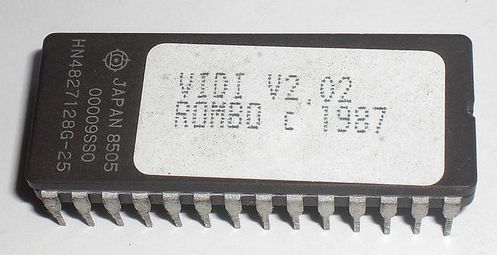 JAPAN 8505
00009SS0
HN4827128G-25
VIDI V2.02
ROMBO c 1987